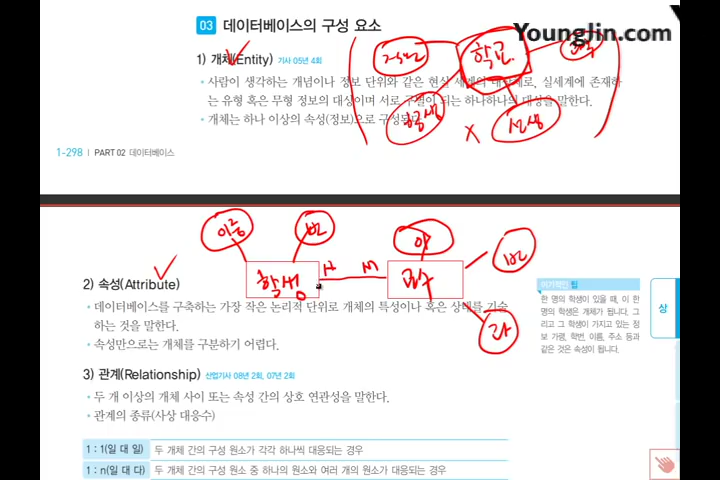 Younglin.com
03 데이터베이스의 구성 요소
학교
1) 개체(Entity) 기사 05년 4회
사람이 생각하는 개념이나 정보 단위와 같은 현실 세계의 대상체로, 실세계에 존재하
는 유형 혹은 무형 정보의 대상이며 서로 구별이 되는 하나하나의 대상을 말한다.
개체는 하나 이상의 속성(정보)으로 구성된다
학생
X
선생
1-298 | PART 02 데이터베이스
이름
번
이
번
학생
N
M
교수
2) 속성(Attribute)
데이터베이스를 구축하는 가장 작은 논리적 단위로 개체의 특성이나 혹은 상태를 기술
하는 것을 말한다.
속성만으로는 개체를 구분하기 어렵다.
과
한 명의 학생이 있을 때, 이 한
명의 학생은 개체가 됩니다. 그
리고 그 학생이 가지고 있는 정
보 가령, 학번, 이름, 주소 등과
같은 것은 속성이 됩니다.
상
3) 관계(Relationship) 산업기사 08년 2회, 07년 2회
두 개 이상의 개체 사이 또는 속성 간의 상호 연관성을 말한다.
관계의 종류(사상 대응수)
1 : 1(일 대 일) 두 개체 간의 구성 원소가 각각 하나씩 대응되는 경우
1 : n(일 대 다) 두 개체 간의 구성 원소 중 하나의 원소와 여러 개의 원소가 대응되는 경우